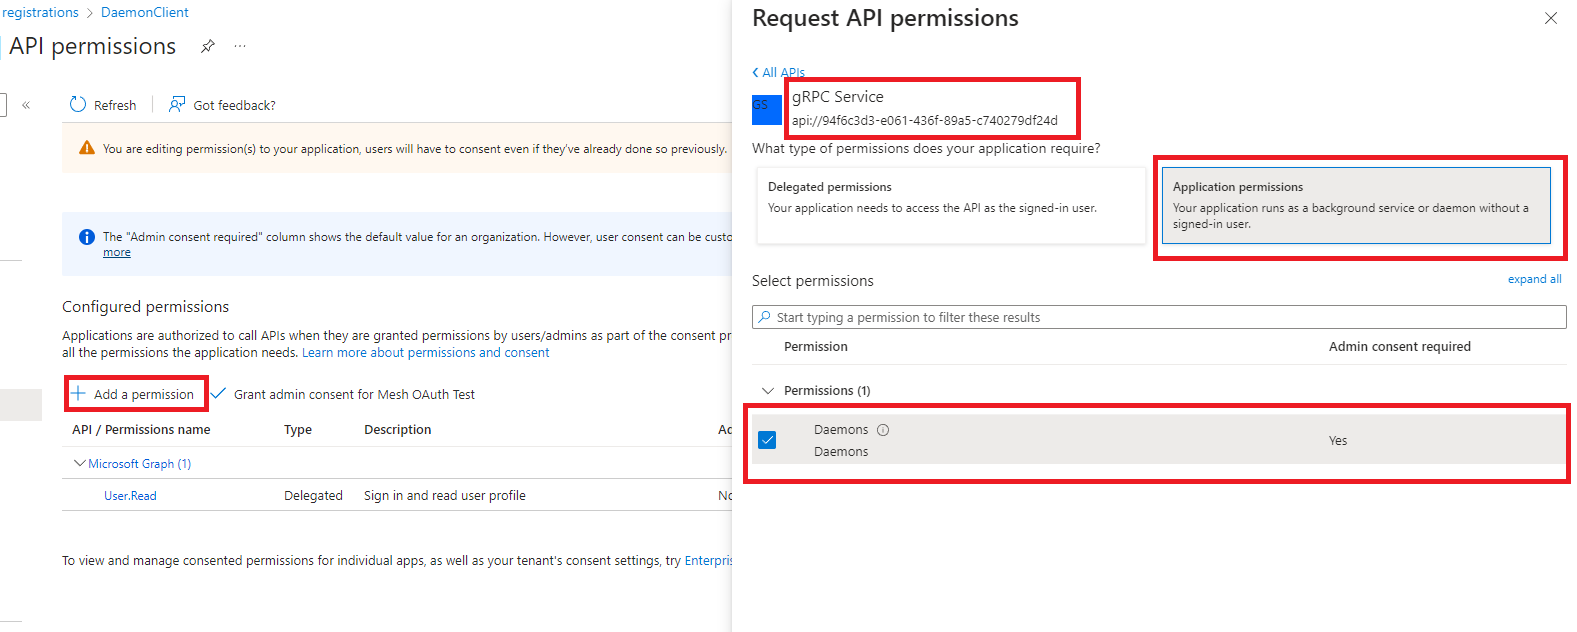 registrations > DaemonClient
API permissions
...
«
Refresh
Got feedback?
You are editing permission(s) to your application, users will have to consent even if they've already done so previously.
The "Admin consent required" column shows the default value for an organization. However, user consent can be custo
more
Configured permissions
Applications are authorized to call APIs when they are granted permissions by users/admins as part of the consent pr
all the permissions the application needs. Learn more about permissions and consent
Add a permission
Grant admin consent for Mesh OAuth Test
API / Permissions name
Type
Description
Ac
Microsoft Graph (1)
User.Read
Delegated
Sign in and read user profile
No
To view and manage consented permissions for individual apps, as well as your tenant's consent settings, try Enterpris
Request API permissions
All APIs
GS
gRPC Service
api://94f6c3d3-e061-436f-89a5-c740279df24d
What type of permissions does your application require?
Delegated permissions
Your application needs to access the API as the signed-in user.
Application permissions
Your application runs as a background service or daemon without a
signed-in user.
Select permissions
expand all
Start typing a permission to filter these results
Permission
Admin consent required
Permissions (1)
Daemons
Daemons
Yes